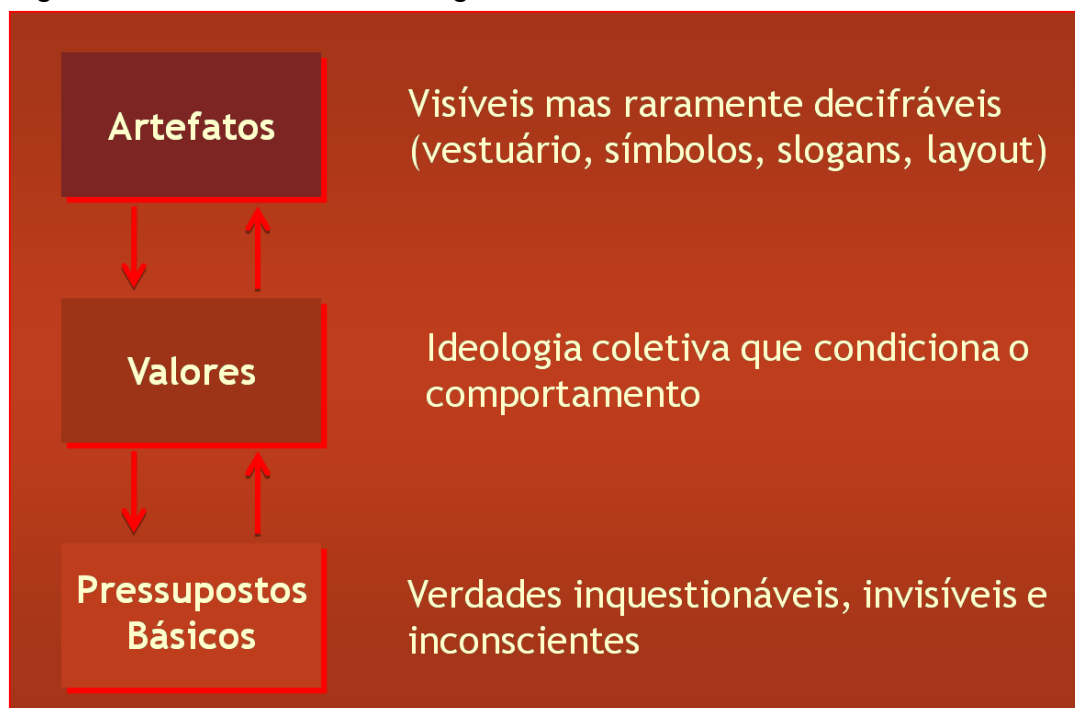 Artefatos
Visíveis mas raramente decifráveis
(vestuário, símbolos, slogans, layout)
Valores
Ideologia coletiva que condiciona o
comportamento
Pressupostos
Básicos
Verdades inquestionáveis, invisíveis e
inconscientes